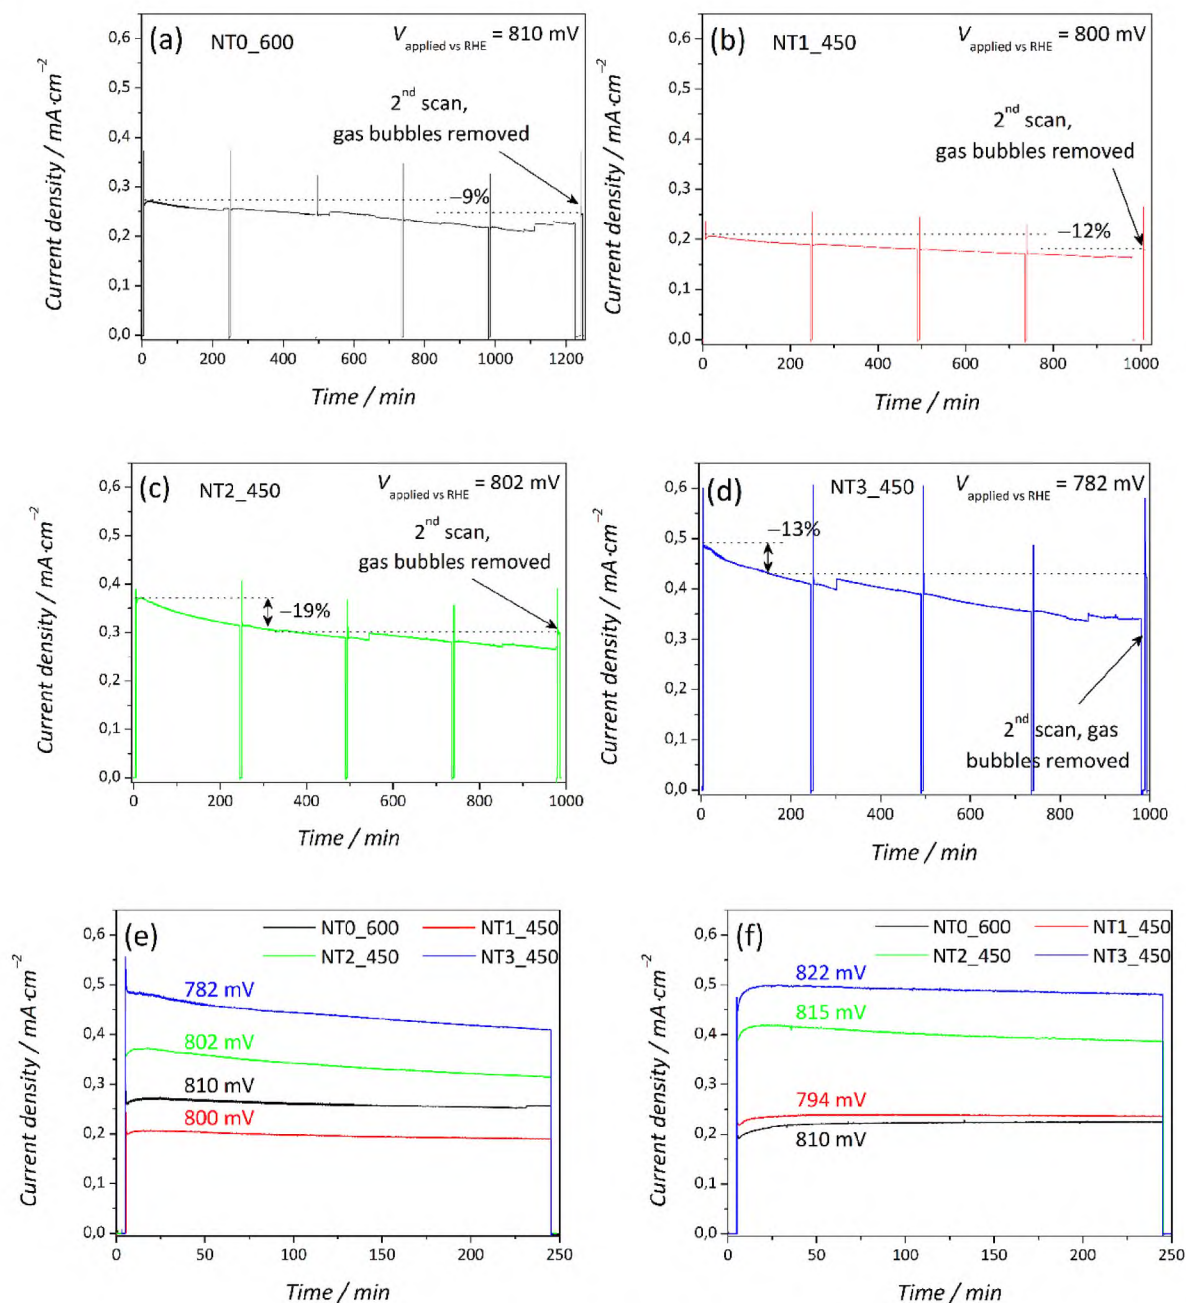 (a) NT0_600 V applied vs RHE = 810 mV
2nd scan,
gas bubbles removed
−9%
0,6
0,5
0,4
0,3
0,2
0,1
0,0
Current density / mA·cm−2
0 200 400 600 800 1000 1200
Time / min
(b) NT1_450 V applied vs RHE = 800 mV
2nd scan,
gas bubbles removed
−12%
0,6
0,5
0,4
0,3
0,2
0,1
0,0
Current density / mA·cm−2
0 200 400 600 800 1000
Time / min
(c) NT2_450 V applied vs RHE = 802 mV
2nd scan,
gas bubbles removed
−19%
0,6
0,5
0,4
0,3
0,2
0,1
0,0
Current density / mA·cm−2
0 200 400 600 800 1000
Time / min
(d) NT3_450 V applied vs RHE = 782 mV
−13%
2nd scan, gas
bubbles removed
0,6
0,5
0,4
0,3
0,2
0,1
0,0
Current density / mA·cm−2
0 200 400 600 800 1000
Time / min
(e) NT0_600 NT1_450
NT2_450 NT3_450
782 mV
802 mV
810 mV
800 mV
0,6
0,5
0,4
0,3
0,2
0,1
0,0
Current density / mA·cm−2
0 50 100 150 200 250
Time / min
(f) NT0_600 NT1_450
NT2_450 NT3_450
822 mV
815 mV
794 mV
810 mV
0,6
0,5
0,4
0,3
0,2
0,1
0,0
Current density / mA·cm−2
0 50 100 150 200 250
Time / min